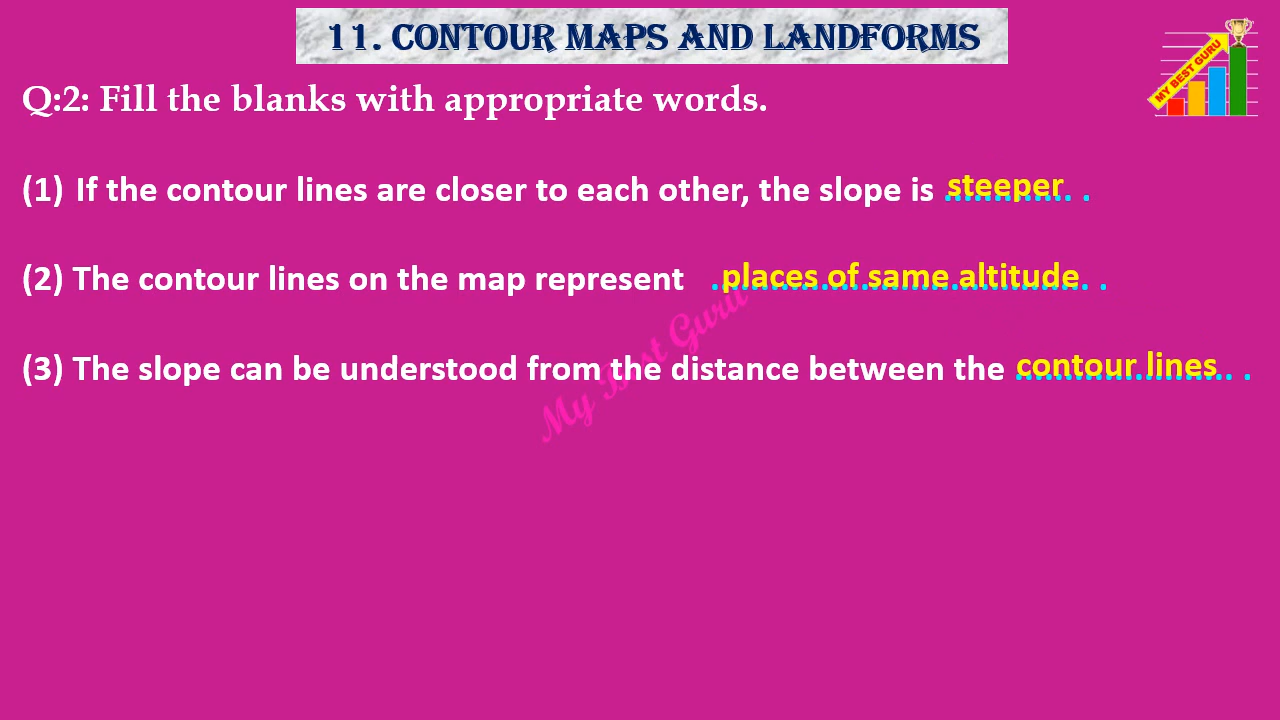 11. CONTOUR MAPS AND LANDFORMS
MY BEST GURU
Q:2: Fill the blanks with appropriate words.
(1) If the contour lines are closer to each other, the slope is steeper ............. .
(2) The contour lines on the map represent .places of same altitude. .
(3) The slope can be understood from the distance between the contour lines. .
My Best Guru